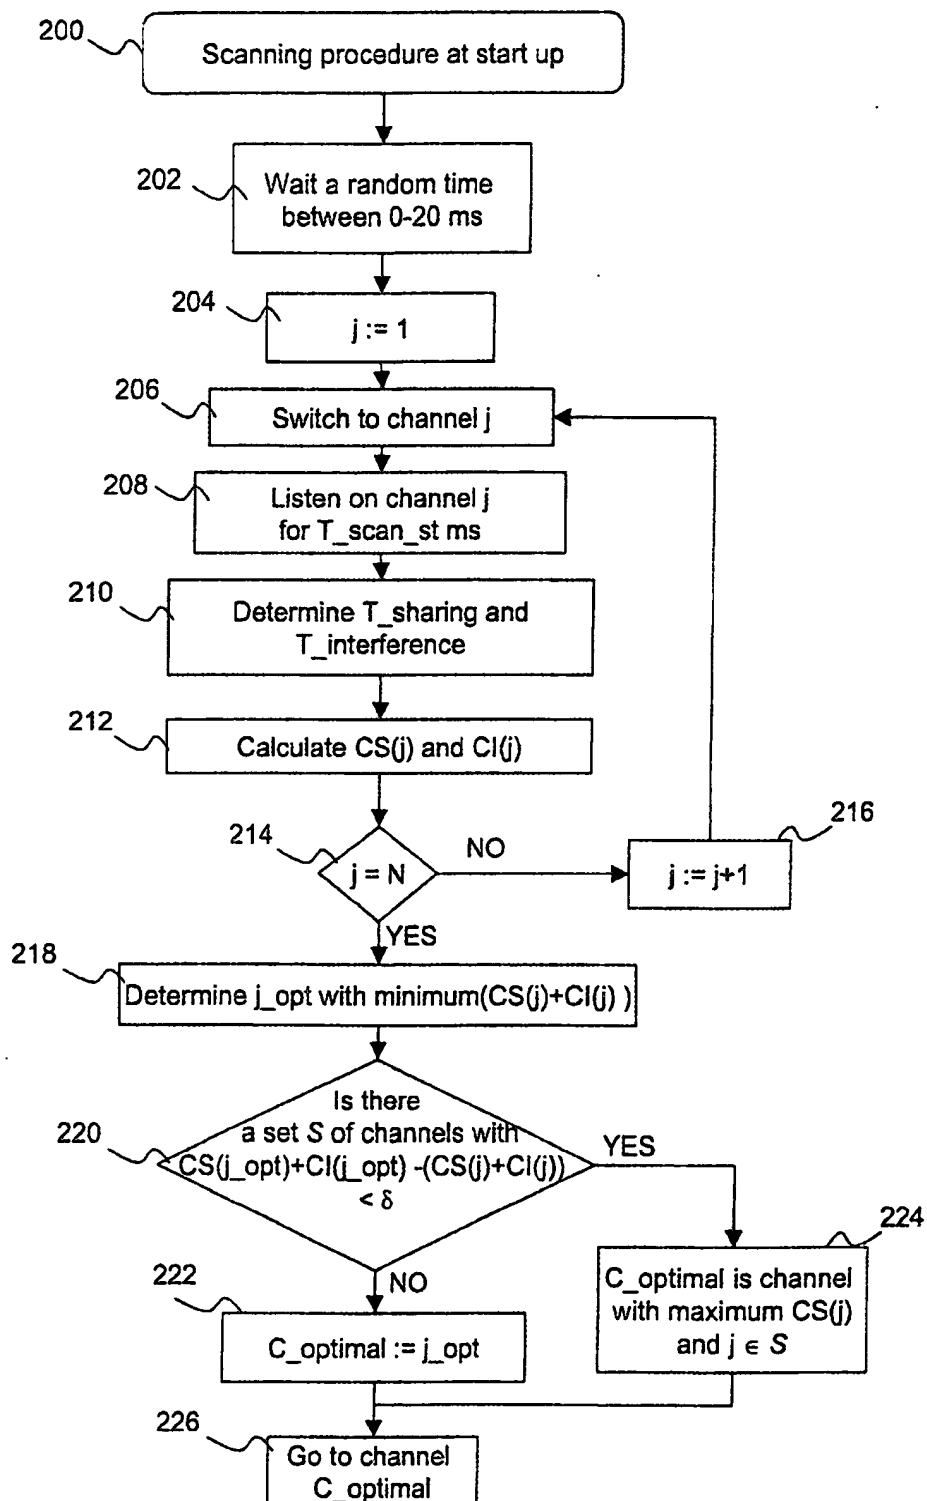 200
Scanning procedure at start up
202
Wait a random time
between 0-20 ms
204
j := 1
206
Switch to channel j
208
Listen on channel j
for T_scan_st ms
210
Determine T_sharing and
T_interference
212
Calculate CS(j) and CI(j)
214
j = N
NO
216
j := j+1
YES
218
Determine j_opt with minimum(CS(j)+CI(j) )
220
Is there
a set S of channels with
CS(j_opt)+CI(j_opt) -(CS(j)+CI(j))
< δ
YES
224
C_optimal is channel
with maximum CS(j)
and j ∈ S
NO
222
C_optimal := j_opt
226
Go to channel
C_optimal